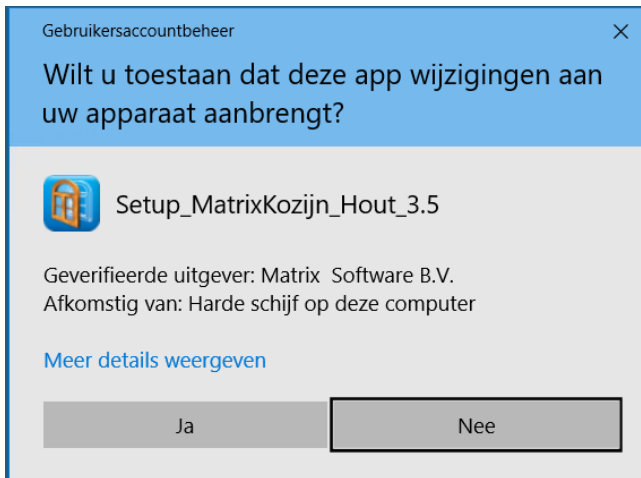 Gebruikersaccountbeheer
Wilt u toestaan dat deze app wijzigingen aan
uw apparaat aanbrengt?
Setup_MatrixKozijn_Hout_3.5
Geverifieerde uitgever: Matrix  Software B.V.
Afkomstig van: Harde schijf op deze computer
Meer details weergeven
Ja
Nee